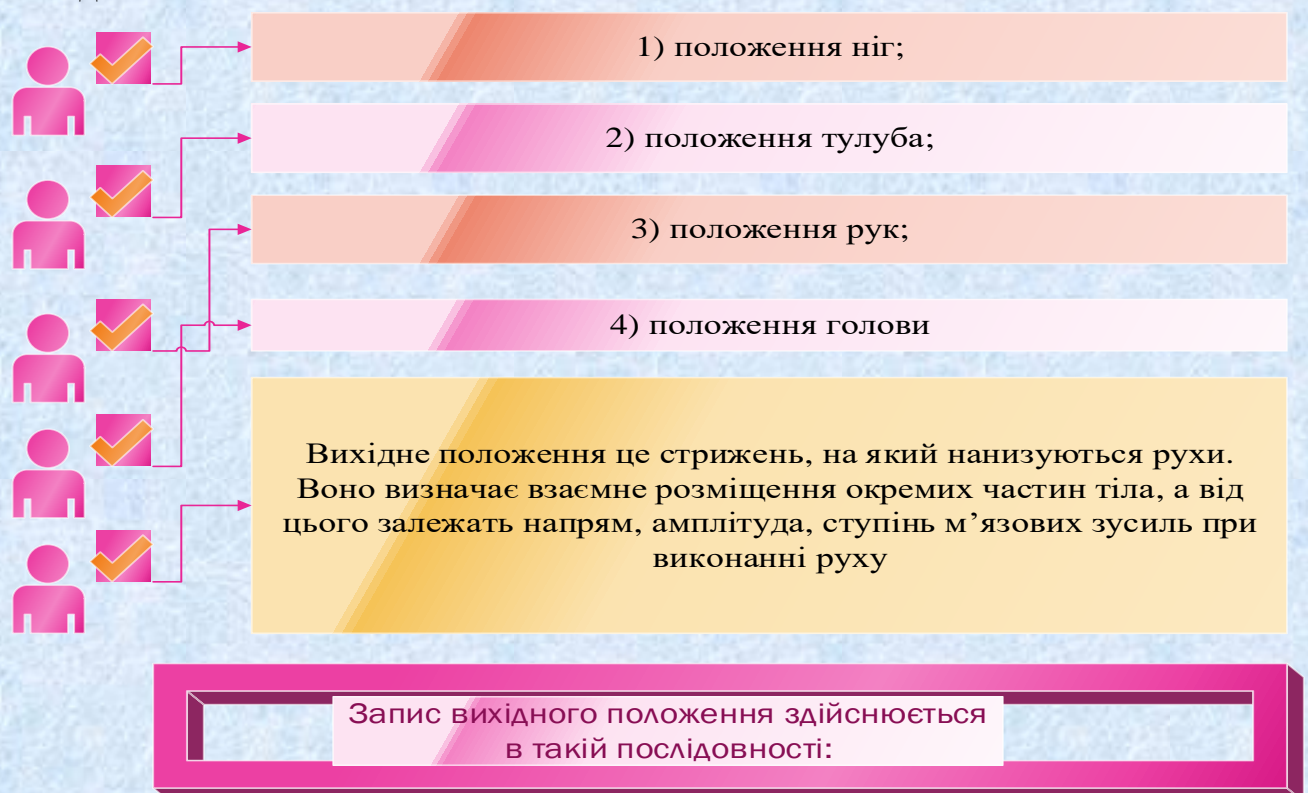 1) положення ніг;
2) положення тулуба;
3) положення рук;
4) положення голови
Вихідне положення це стрижень, на який нанизуються рухи.
Воно визначає взаємне розміщення окремих частин тіла, а від
цього залежать напрям, амплітуда, ступінь м’язових зусиль при
виконанні руху
Запис вихідного положення здійснюється
в такій послідовності: